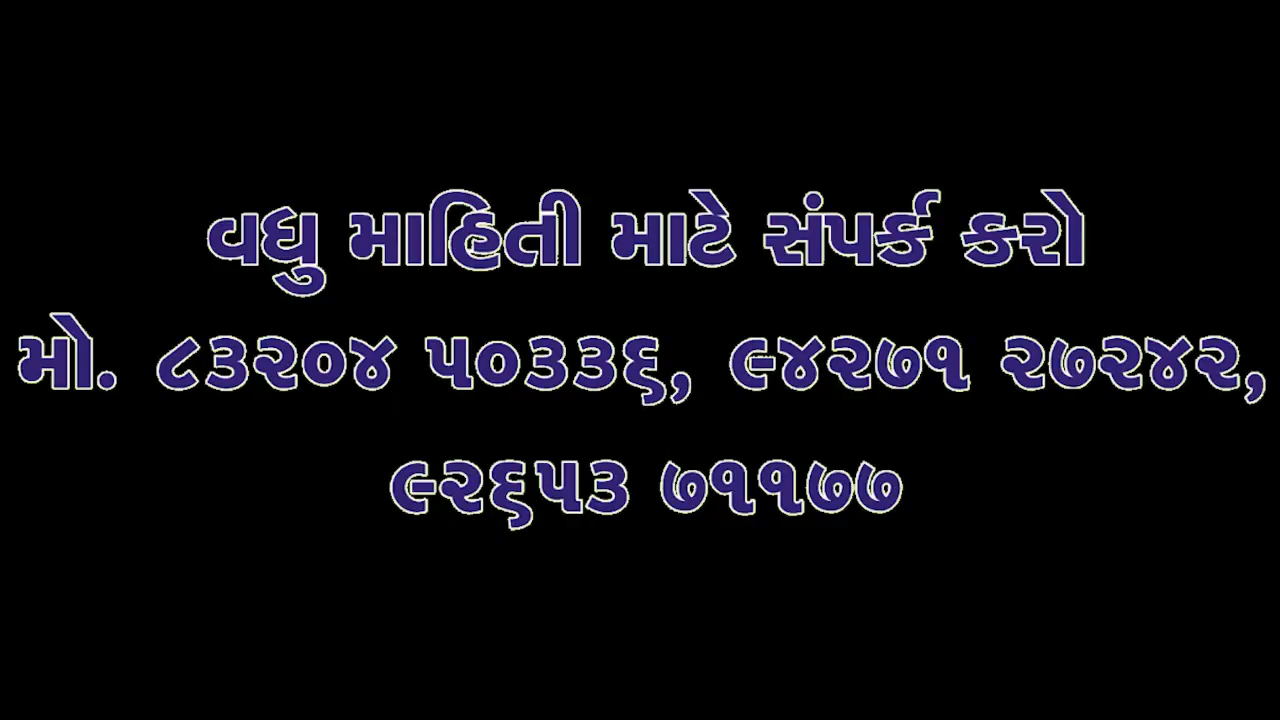 વધુ માહિતી માટે સંપર્ક કરો
મો. ૮૩૨૦૪ ૫૦૩૩૬, ૯૪૨૭૧ ૨૭૨૪૨,
૯૨૬૫૩ ૭૧૧૭૭